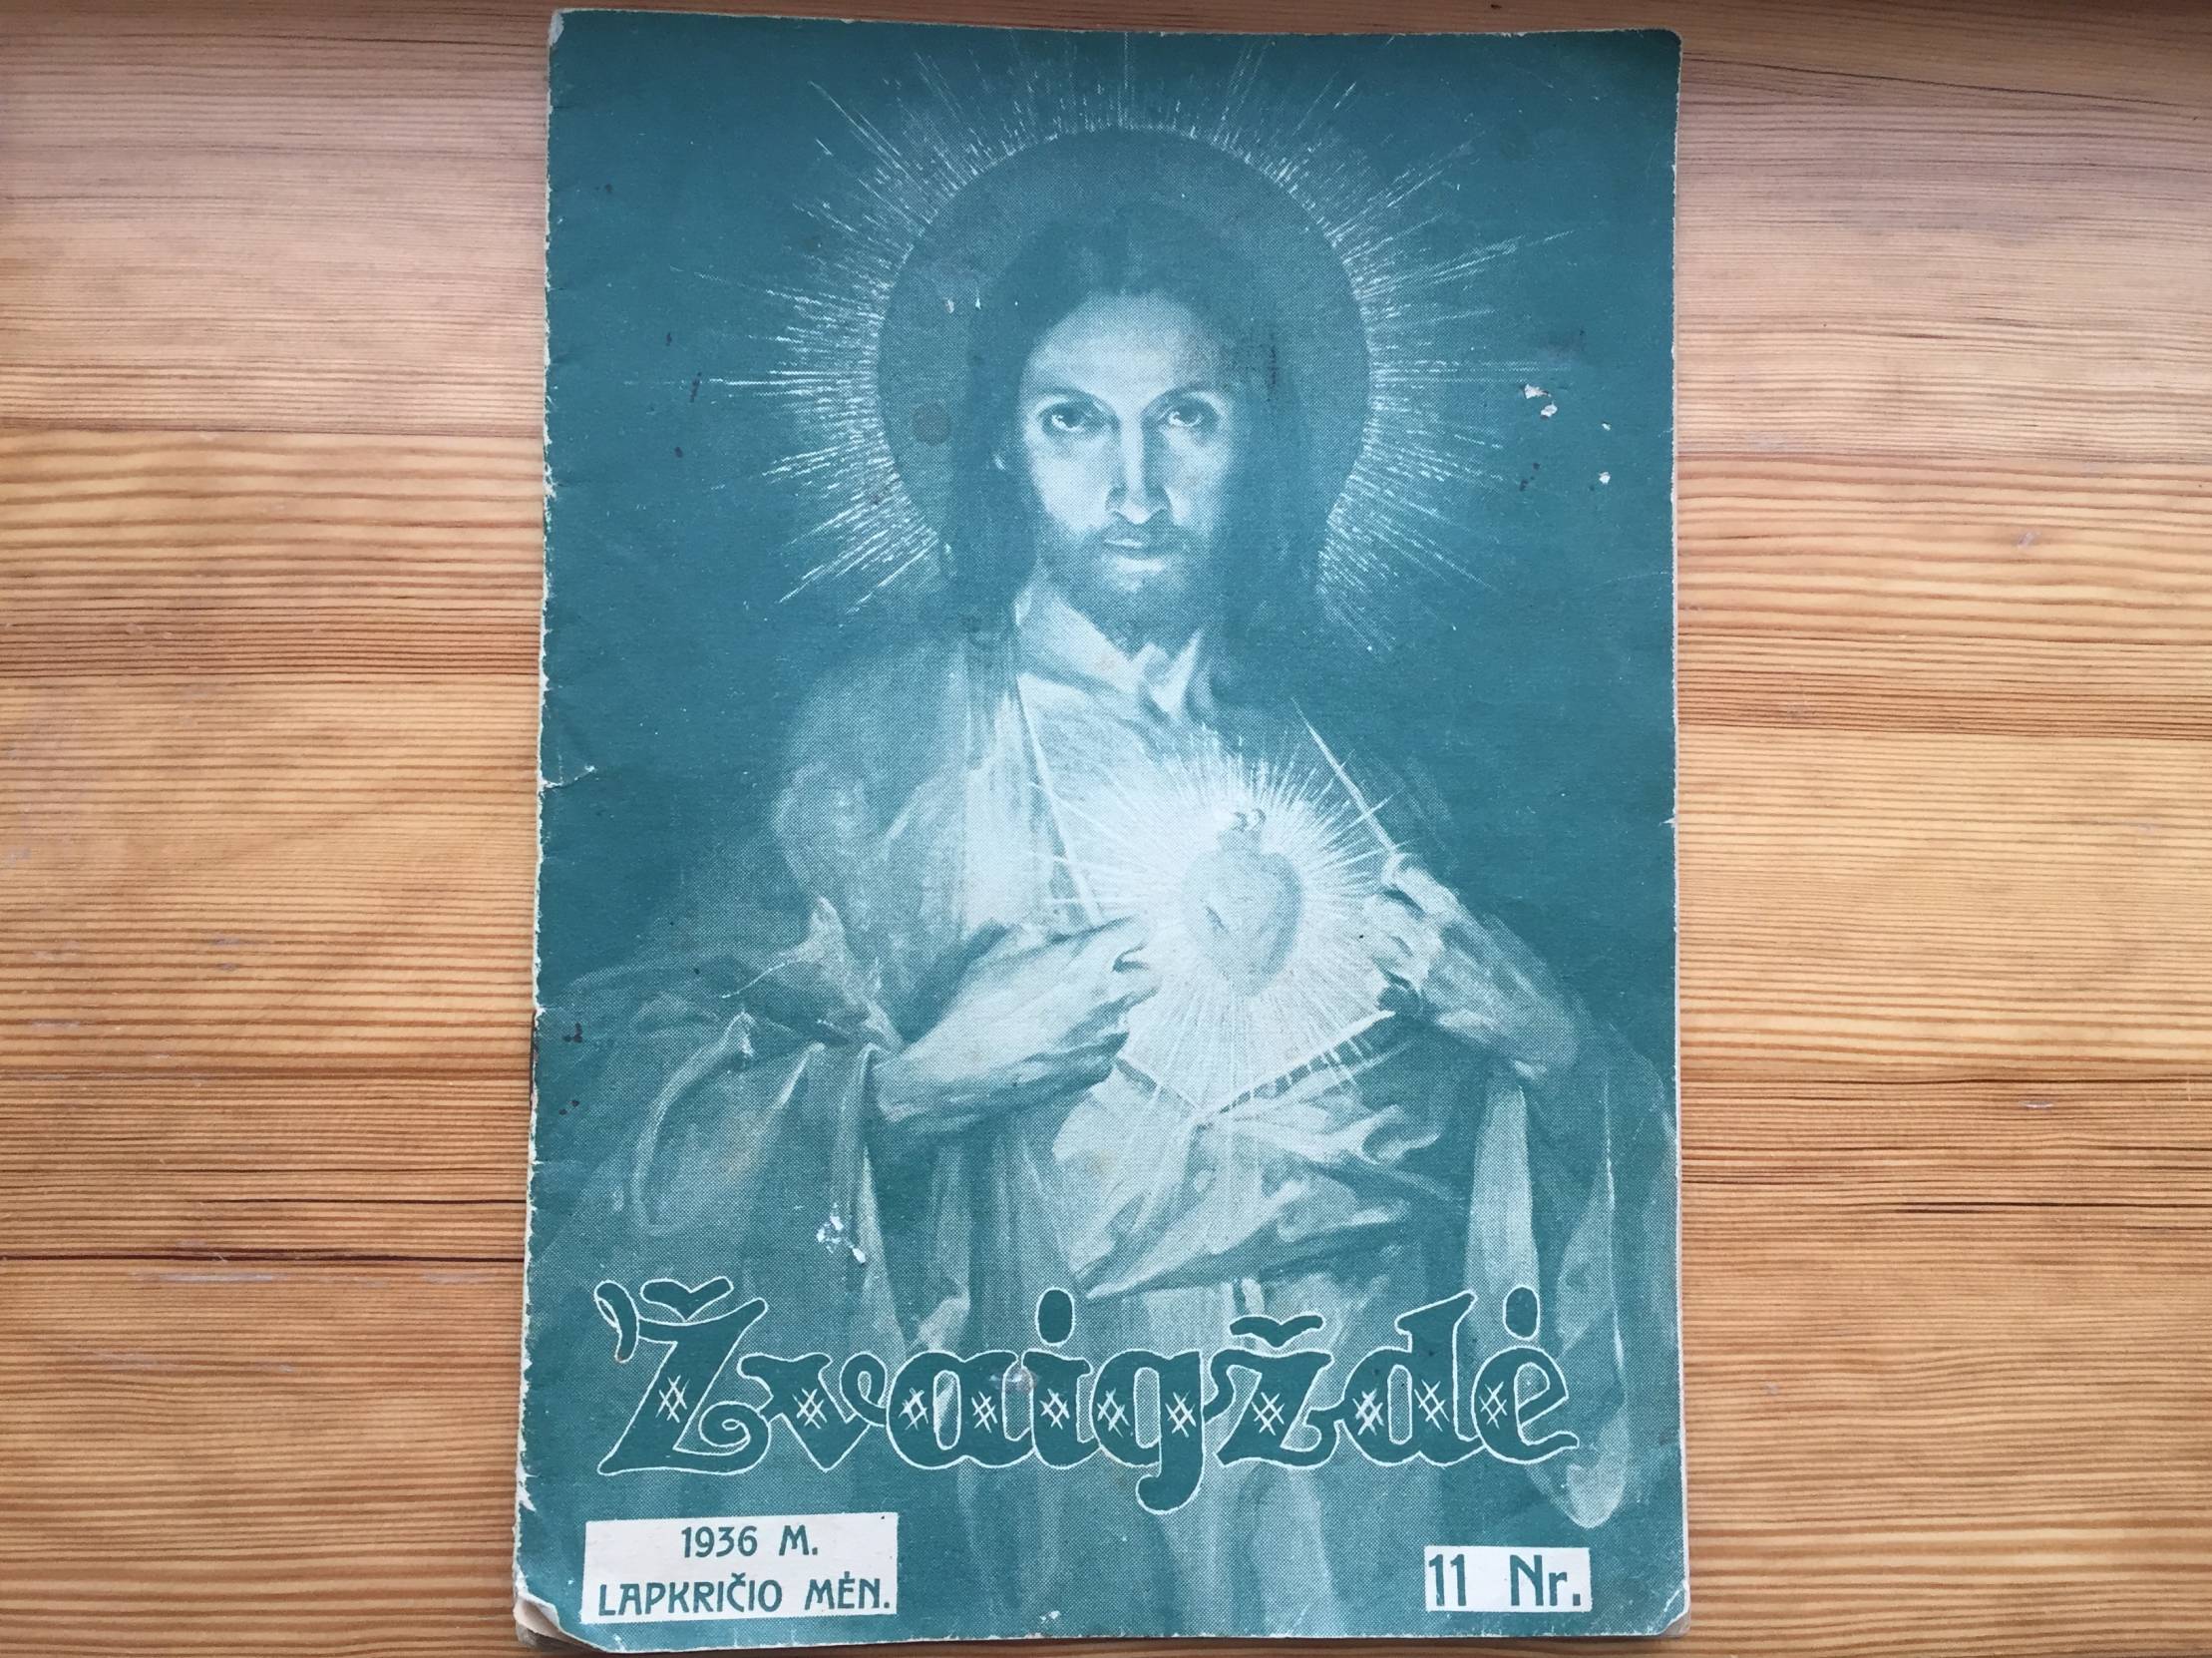 Žvaigždė
1936 M.
LAPKRIČIO MĖN.
11 Nr.